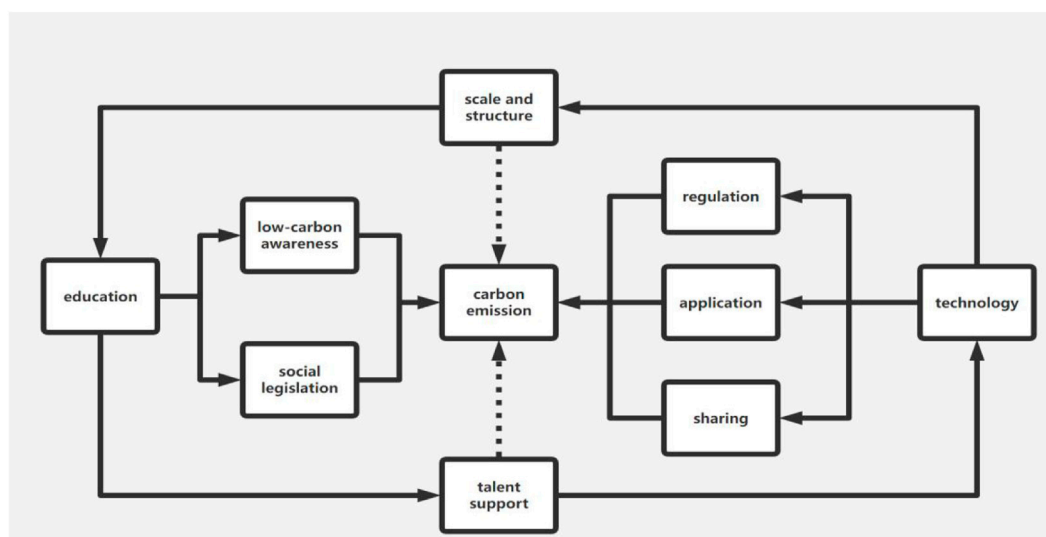 scale and
structure
regulation
low-carbon
awareness
education
carbon
emission
application
technology
social
legislation
sharing
talent
support